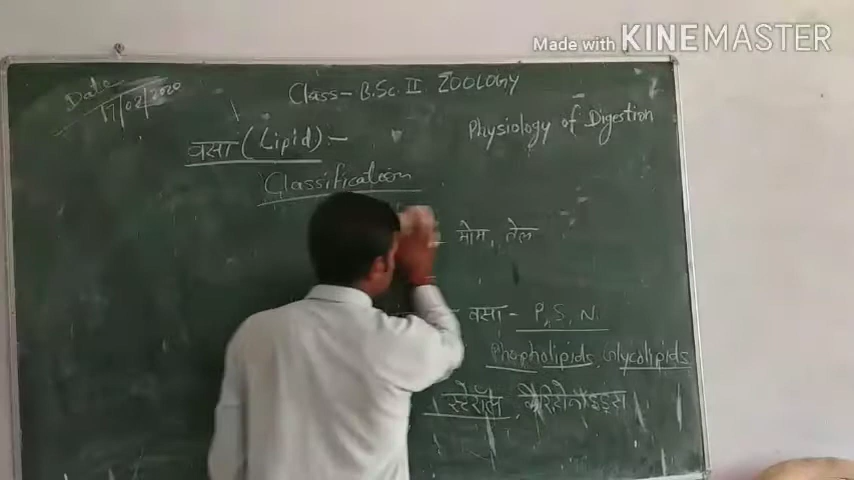 Made with KINEMASTER
Date
17/02/2020
Class - B.Sc. II ZOOLOGY
Physiology of Digestion
वसा (Lipid) :-
Classification
मोम, तेल
वसा - P, S, N.
Phopholipids, Glycolipids
स्टेरॉल, कैरिटोनॉइड्स